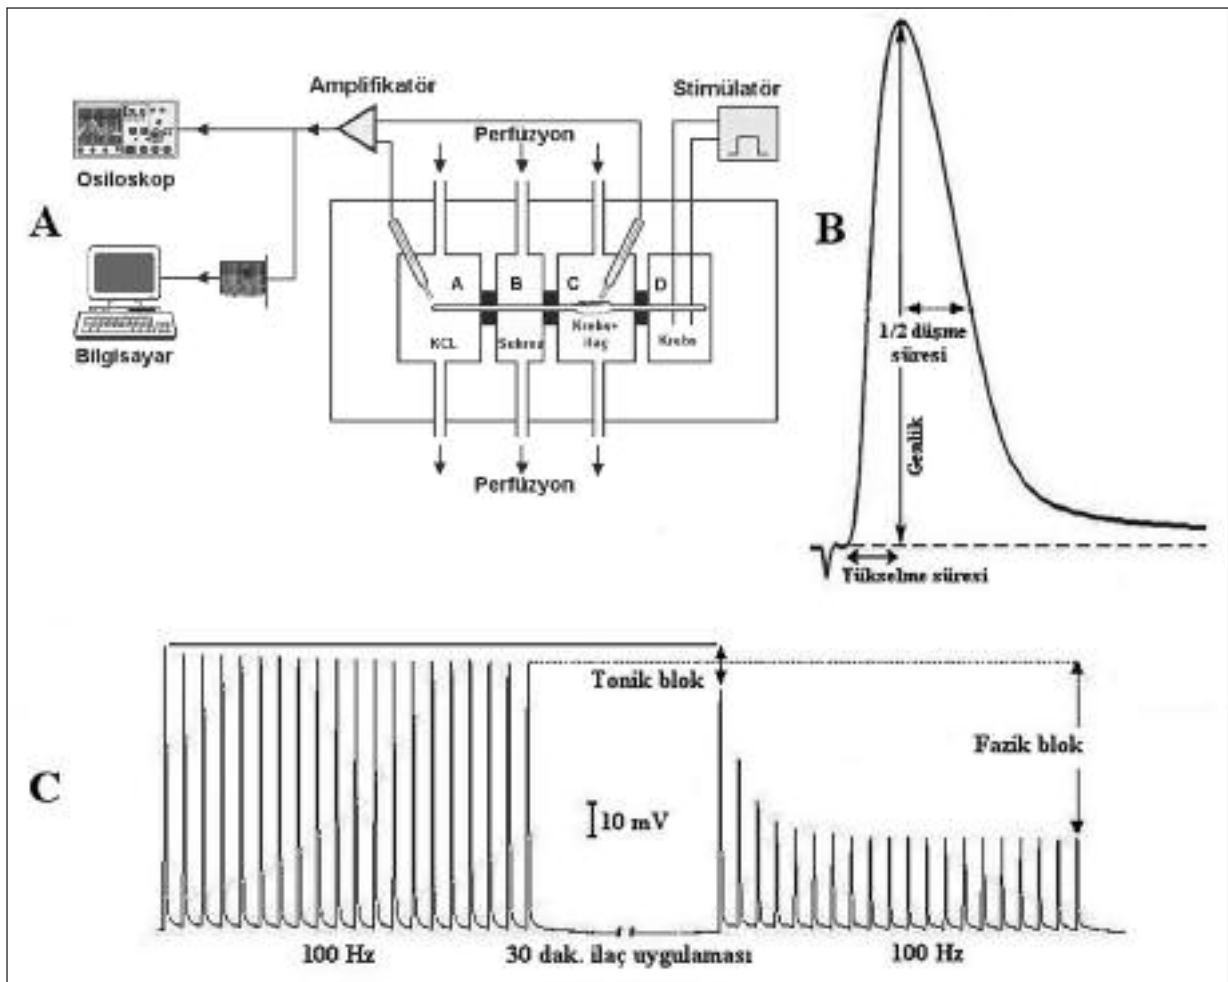 Amplifikatör
Stimülatör
Perfüzyon
Osiloskop
A
A
B
C
D
KCL
Sukroz
Krebs+
ilaç
Krebs
Bilgisayar
Perfüzyon
B
1/2 düşme
süresi
Genlik
Yükselme süresi
C
Tonik blok
Fazik blok
10 mV
100 Hz
30 dak. ilaç uygulaması
100 Hz